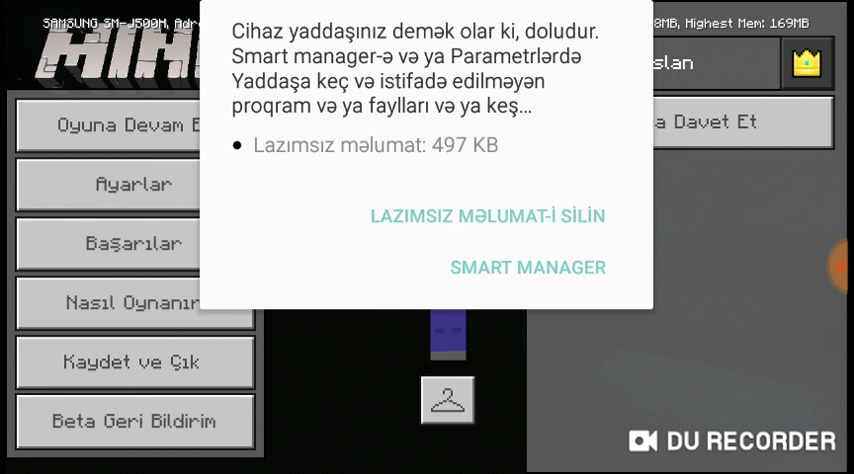 SAMSUNG SM-J500H,
8MB, Highest Mem: 169MB
Cihaz yaddaşınız demək olar ki, doludur.
Smart manager-ə və ya Parametrlərdə
Yaddaşa keç və istifadə edilməyən
proqram və ya faylları və ya keş...
• Lazımsız məlumat: 497 KB
LAZIMSIZ MƏLUMAT-İ SİLİN
SMART MANAGER
slan
a Davet Et
Oyuna Devam E
Ayarlar
Başarılar
Nasıl Oynanır
Kaydet ve Çık
Beta Geri Bildirim
DU RECORDER